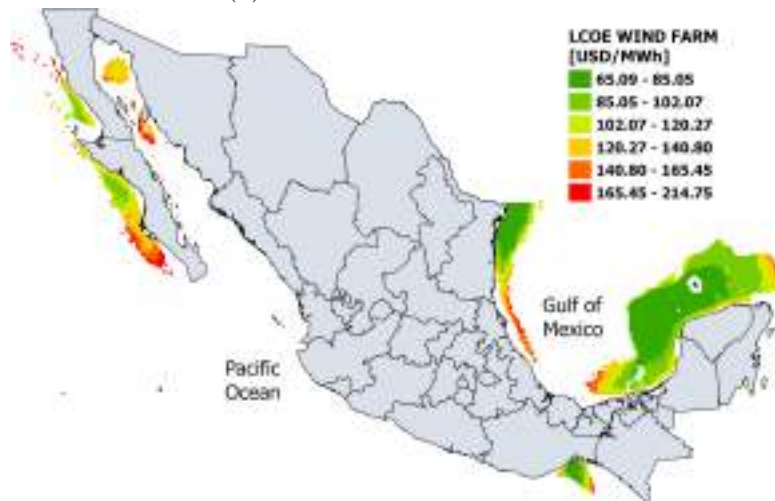 LCOE WIND FARM
[USD/MWh]
65.09 - 85.05
85.05 - 102.07
102.07 - 120.27
120.27 - 140.80
140.80 - 165.45
165.45 - 214.75
Gulf of
Mexico
Pacific
Ocean